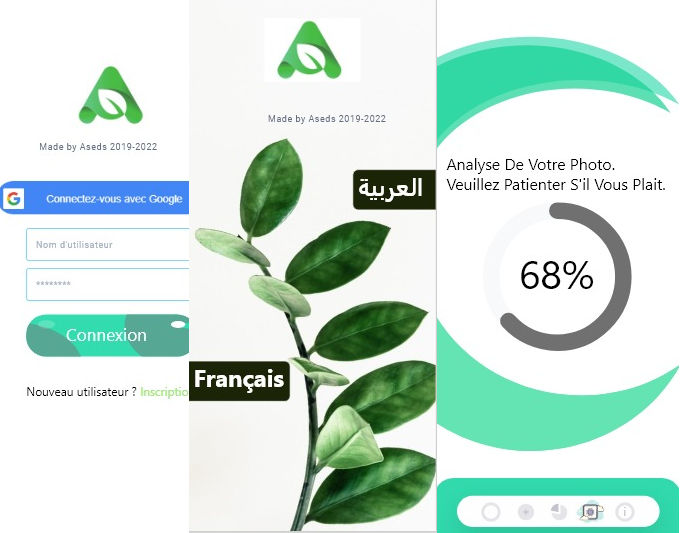 Made by Aseds 2019-2022
Connectez-vous avec Google
Nom d'utilisateur
********
Connexion
Nouveau utilisateur ? Inscriptio
Made by Aseds 2019-2022
العربية
Français
Analyse De Votre Photo.
Veuillez Patienter S'il Vous Plait.
68%